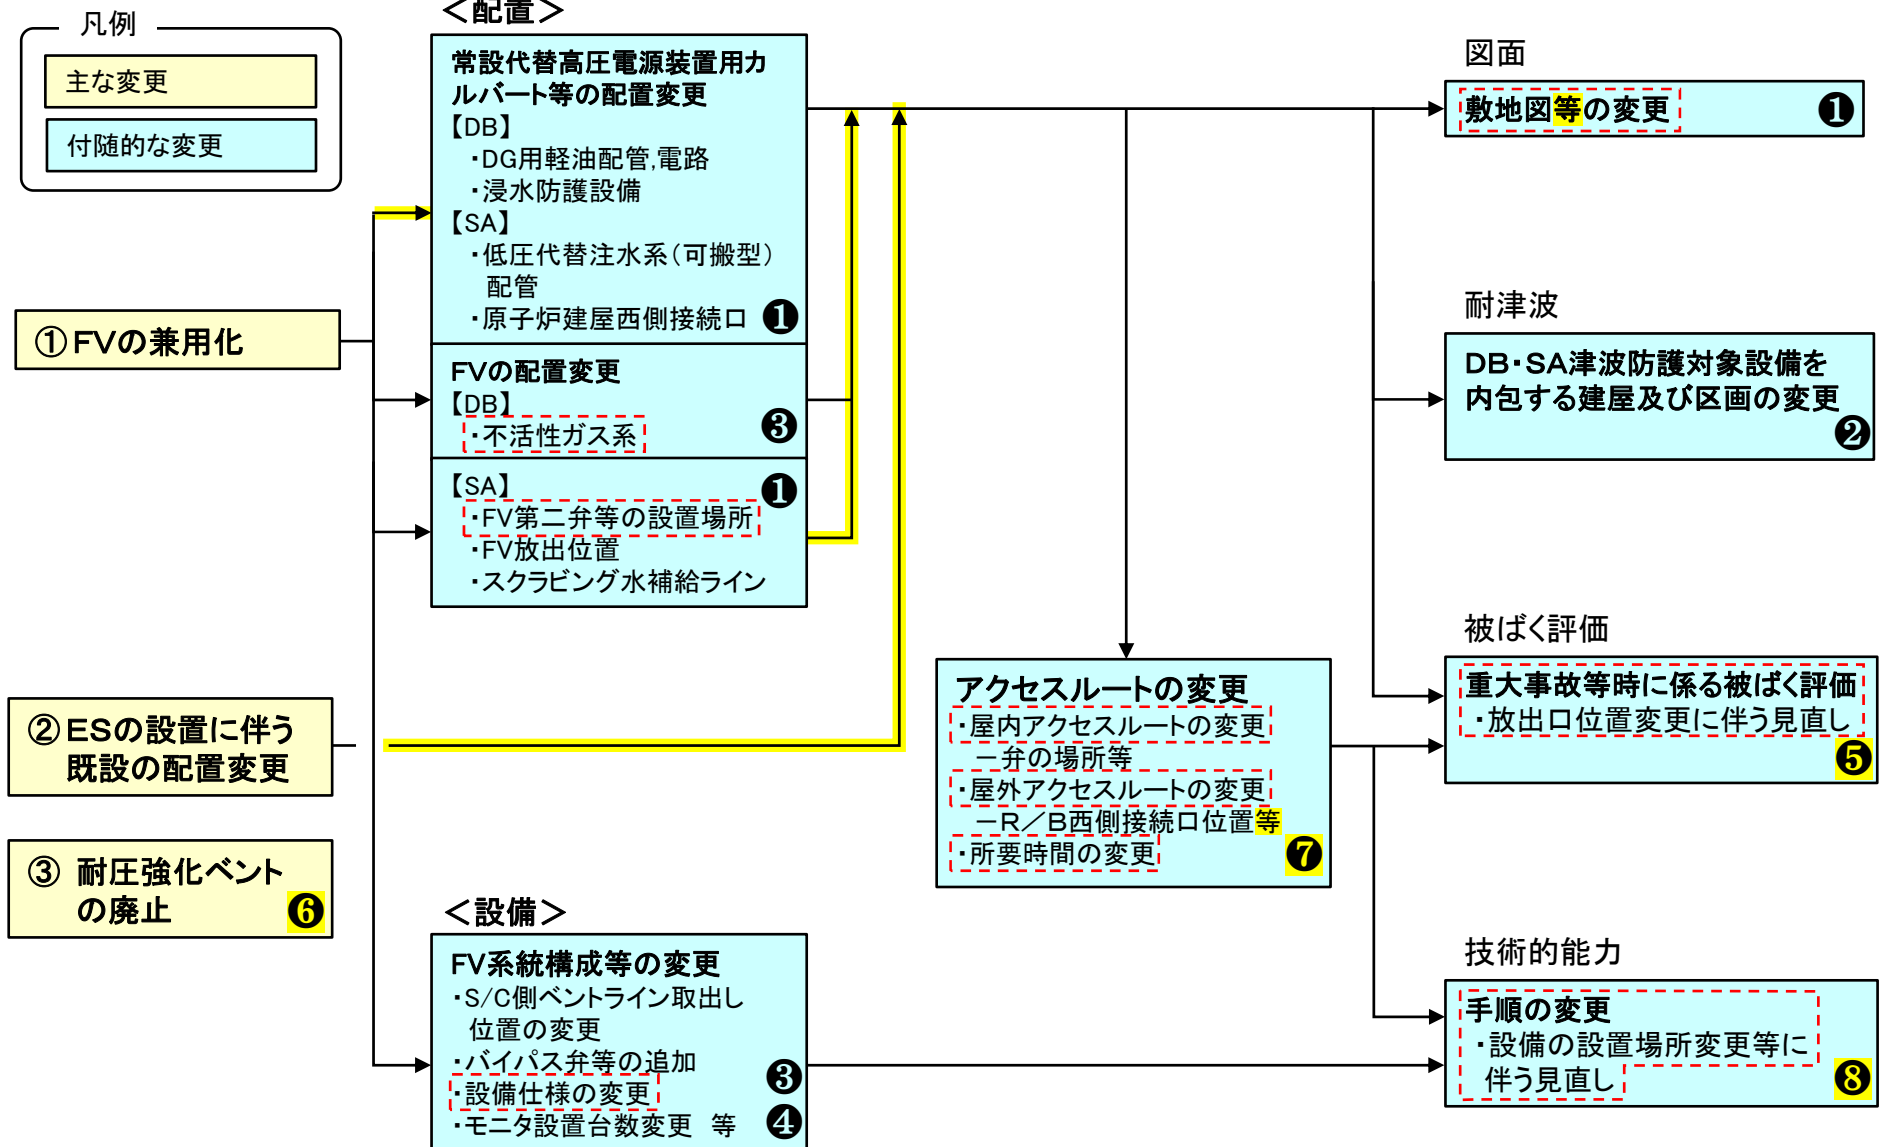 凡例
主な変更
付随的な変更
①FVの兼用化
②ESの設置に伴う
既設の配置変更
③ 耐圧強化ベント
の廃止
❻
＜配置＞
常設代替高圧電源装置用カ
ルバート等の配置変更
【DB】
・DG用軽油配管,電路
・浸水防護設備
【SA】
・低圧代替注水系（可搬型）
配管
・原子炉建屋西側接続口
❶
FVの配置変更
【DB】
・不活性ガス系
❸
【SA】
❶
・FV第二弁等の設置場所
・FV放出位置
・スクラビング水補給ライン
＜設備＞
FV系統構成等の変更
・S/C側ベントライン取出し
位置の変更
・バイパス弁等の追加
・設備仕様の変更
・モニタ設置台数変更 等
❸
❹
アクセスルートの変更
・屋内アクセスルートの変更
－弁の場所等
・屋外アクセスルートの変更
－R／B西側接続口位置等
・所要時間の変更
❼
図面
敷地図等の変更
❶
耐津波
DB・SA津波防護対象設備を
内包する建屋及び区画の変更
❷
被ばく評価
重大事故等時に係る被ばく評価
・放出口位置変更に伴う見直し
❺
技術的能力
手順の変更
・設備の設置場所変更等に
伴う見直し
❽